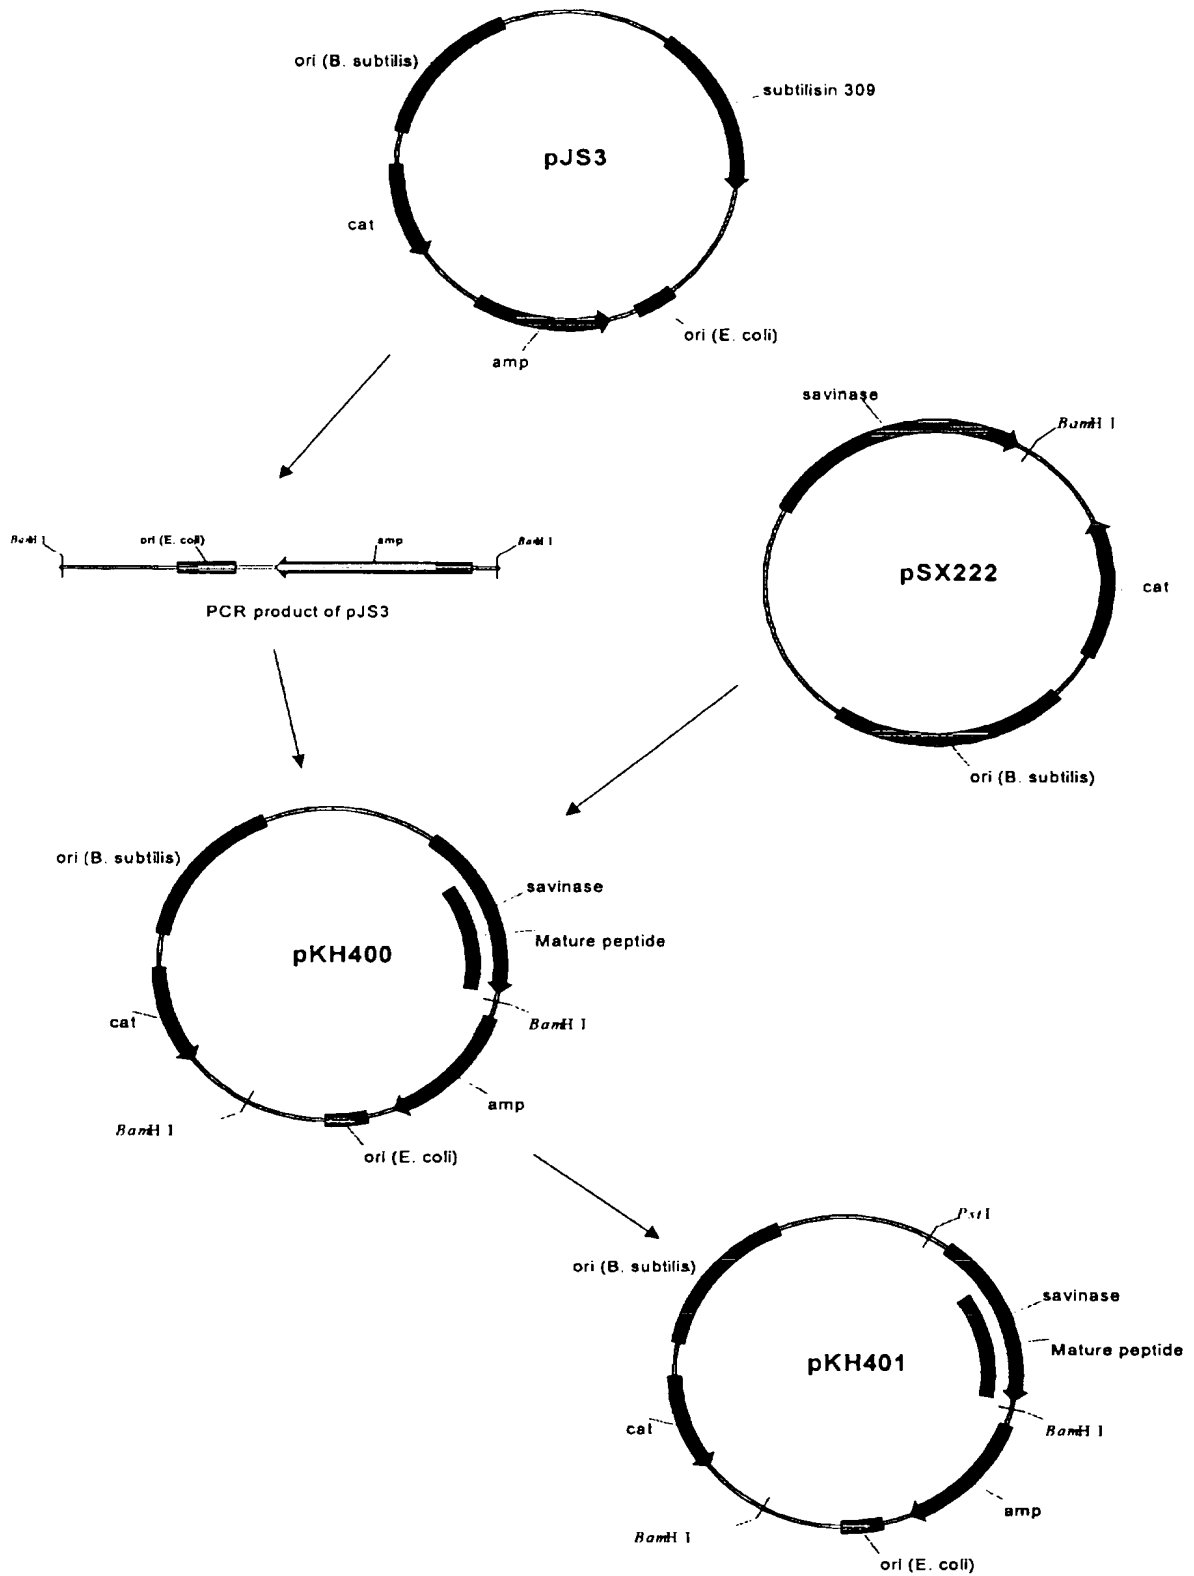 ori (B. subtilis)
subtilisin 309
pJS3
cat
ori (E. coli)
amp
savinase
BamH I
pSX222
cat
ori (B. subtilis)
BamH I
ori (E. coli)
amp
BamH I
PCR product of pJS3
ori (B. subtilis)
savinase
Mature peptide
pKH400
cat
BamH I
amp
BamH I
ori (E. coli)
Pst I
ori (B. subtilis)
savinase
Mature peptide
pKH401
cat
BamH I
amp
BamH I
ori (E. coli)